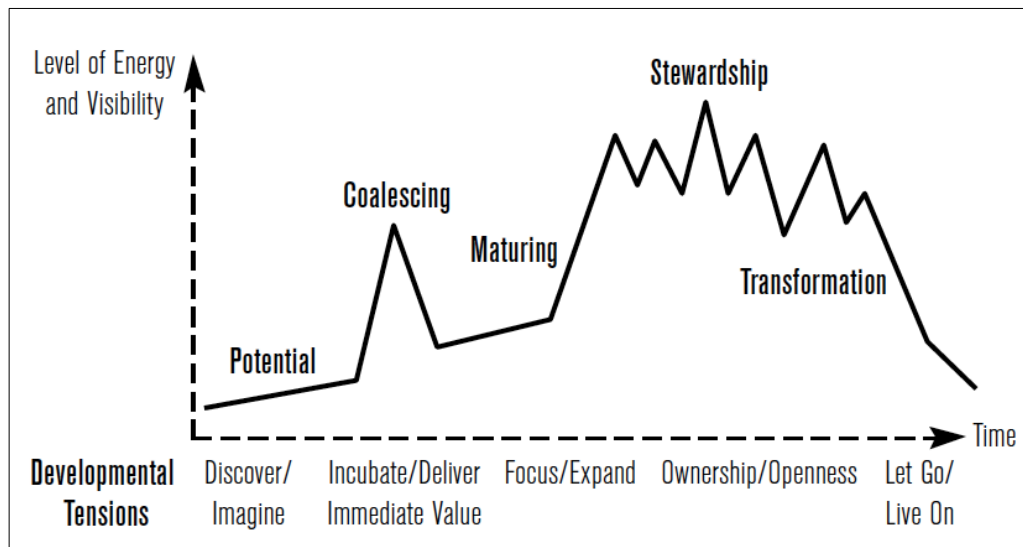 Level of Energy
and Visibility
Stewardship
Coalescing
Maturing
Transformation
Potential
Time
Developmental
Tensions
Discover/
Imagine
Incubate/Deliver
Immediate Value
Focus/Expand
Ownership/Openness
Let Go/
Live On